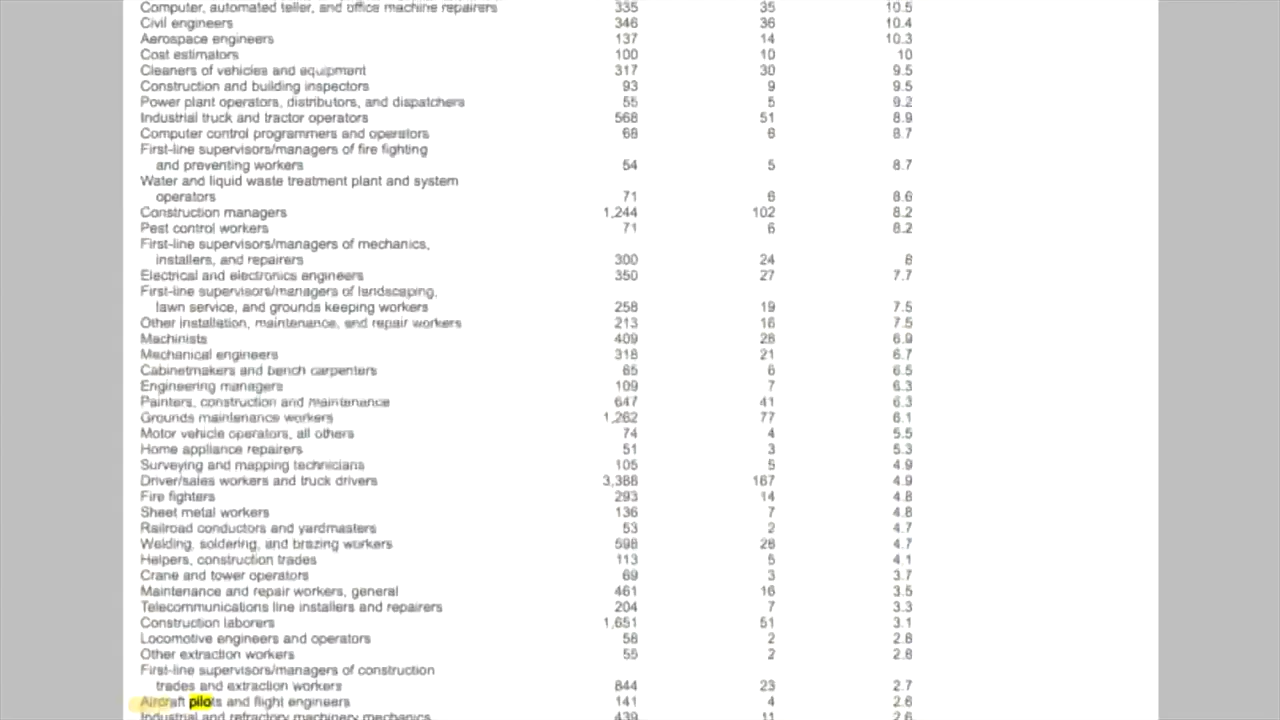 Computer, automated teller, and office machine repairers 335 35 10.5
Civil engineers 346 36 10.4
Aerospace engineers 137 14 10.3
Cost estimators 100 10 10
Cleaners of vehicles and equipment 317 30 9.5
Construction and building inspectors 93 9 9.5
Power plant operators, distributors, and dispatchers 55 5 9.2
Industrial truck and tractor operators 568 51 8.9
Computer control programmers and operators 68 6 8.7
First-line supervisors/managers of fire fighting
and preventing workers 54 5 8.7
Water and liquid waste treatment plant and system
operators 71 6 8.6
Construction managers 1,244 102 8.2
Pest control workers 71 6 8.2
First-line supervisors/managers of mechanics,
installers, and repairers 300 24 8
Electrical and electronics engineers 350 27 7.7
First-line supervisors/managers of landscaping,
lawn service, and grounds keeping workers 258 19 7.5
Other installation, maintenance, and repair workers 213 16 7.5
Machinists 409 28 6.9
Mechanical engineers 318 21 6.7
Cabinetmakers and bench carpenters 65 6 6.5
Engineering managers 109 7 6.3
Painters, construction and maintenance 647 41 6.3
Grounds maintenance workers 1,262 77 6.1
Motor vehicle operators, all others 74 4 5.5
Home appliance repairers 51 3 5.3
Surveying and mapping technicians 105 5 4.9
Driver/sales workers and truck drivers 3,388 167 4.9
Fire fighters 293 14 4.8
Sheet metal workers 136 7 4.8
Railroad conductors and yardmasters 53 2 4.7
Welding, soldering, and brazing workers 598 28 4.7
Helpers, construction trades 113 5 4.1
Crane and tower operators 69 3 3.7
Maintenance and repair workers, general 461 16 3.5
Telecommunications line installers and repairers 204 7 3.3
Construction laborers 1,651 51 3.1
Locomotive engineers and operators 58 2 2.8
Other extraction workers 55 2 2.8
First-line supervisors/managers of construction
trades and extraction workers 844 23 2.7
Aircraft pilots and flight engineers 141 4 2.6
Industrial and refractory machinery mechanics 439 11 2.6